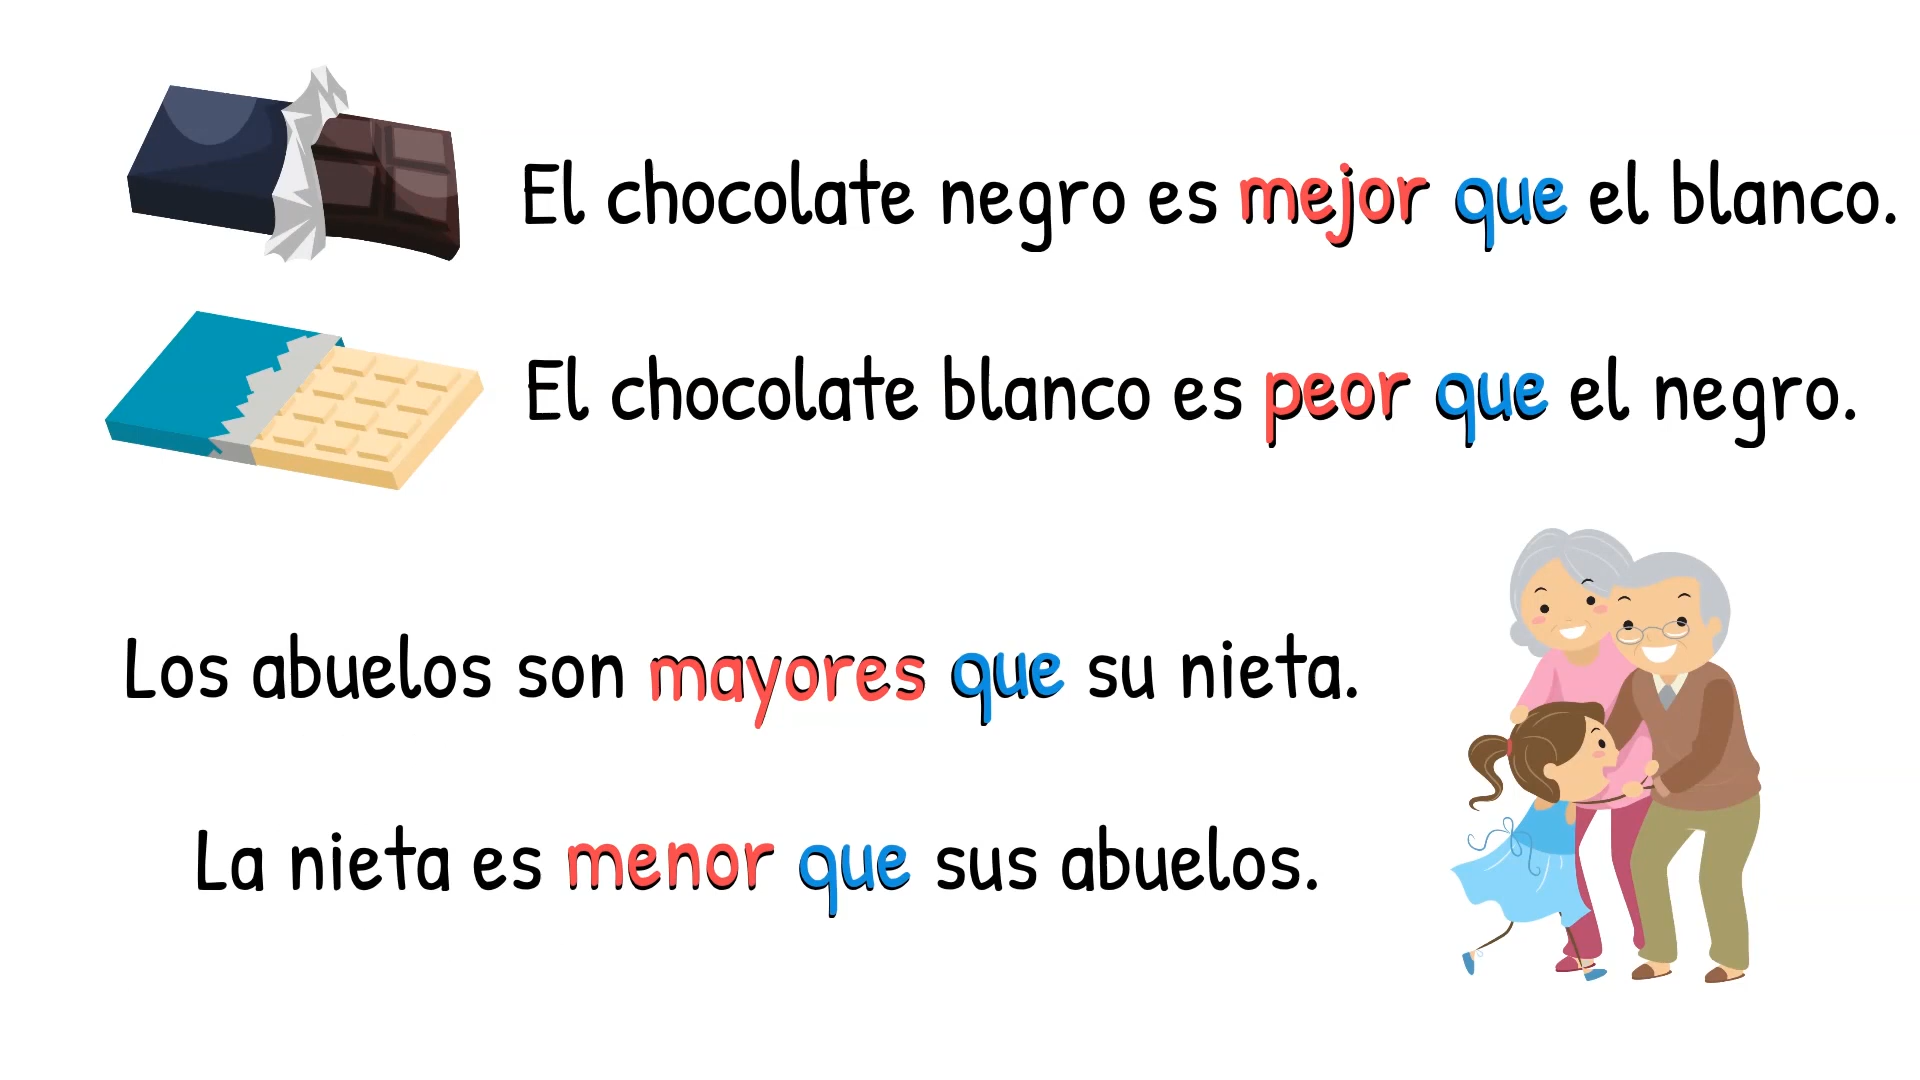 El chocolate negro es mejor que el blanco.
El chocolate blanco es peor que el negro.
Los abuelos son mayores que su nieta.
La nieta es menor que sus abuelos.